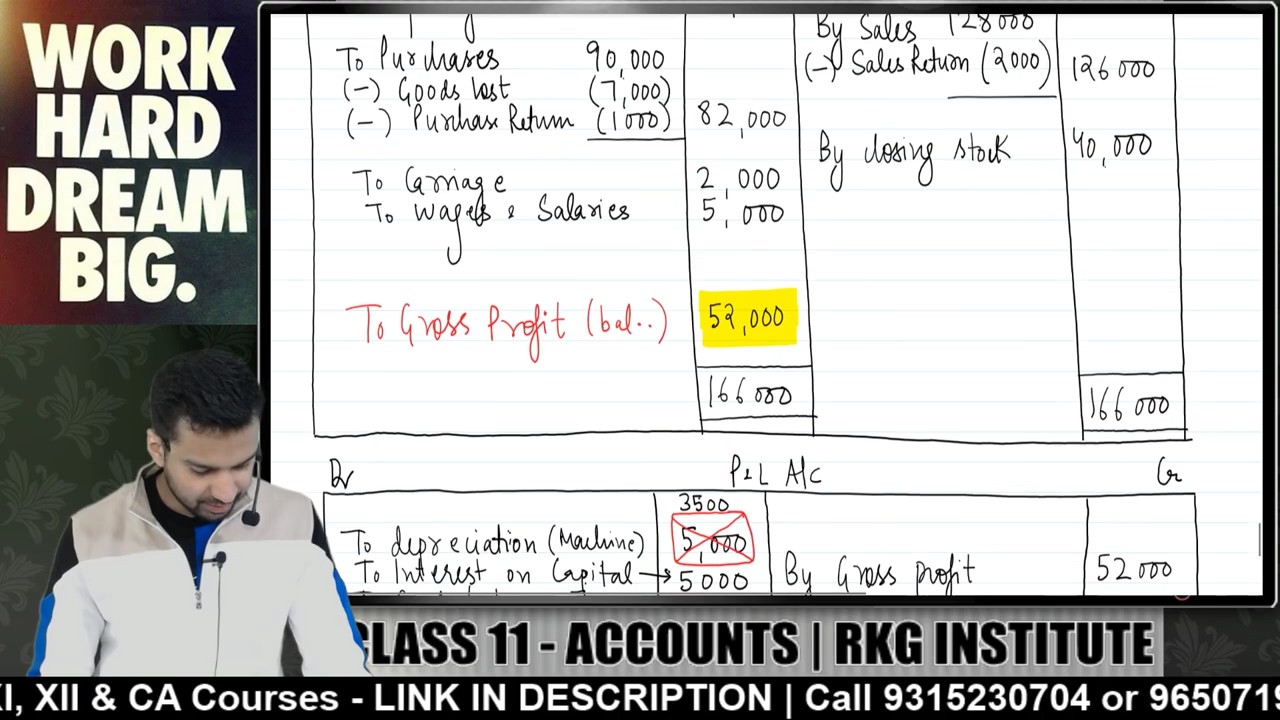 WORK
HARD
DREAM
BIG.
To Purchases 90,000
(-) Goods lost (7,000)
(-) Purchase Return (1000) 82,000
To Carriage 2,000
To Wages & Salaries 5,000
To Gross Profit (bal..) 52,000
166000
By Sales 128000
(-) Sales Return (2000) 126000
By closing stock 40,000
166000
Dr P&L A/c Cr
3500
To depreciation (Machine) 5,000
To Interest on Capital → 5000
By Gross profit 52000
CLASS 11 - ACCOUNTS | RKG INSTITUTE
XI, XII & CA Courses - LINK IN DESCRIPTION | Call 9315230704 or 9650719